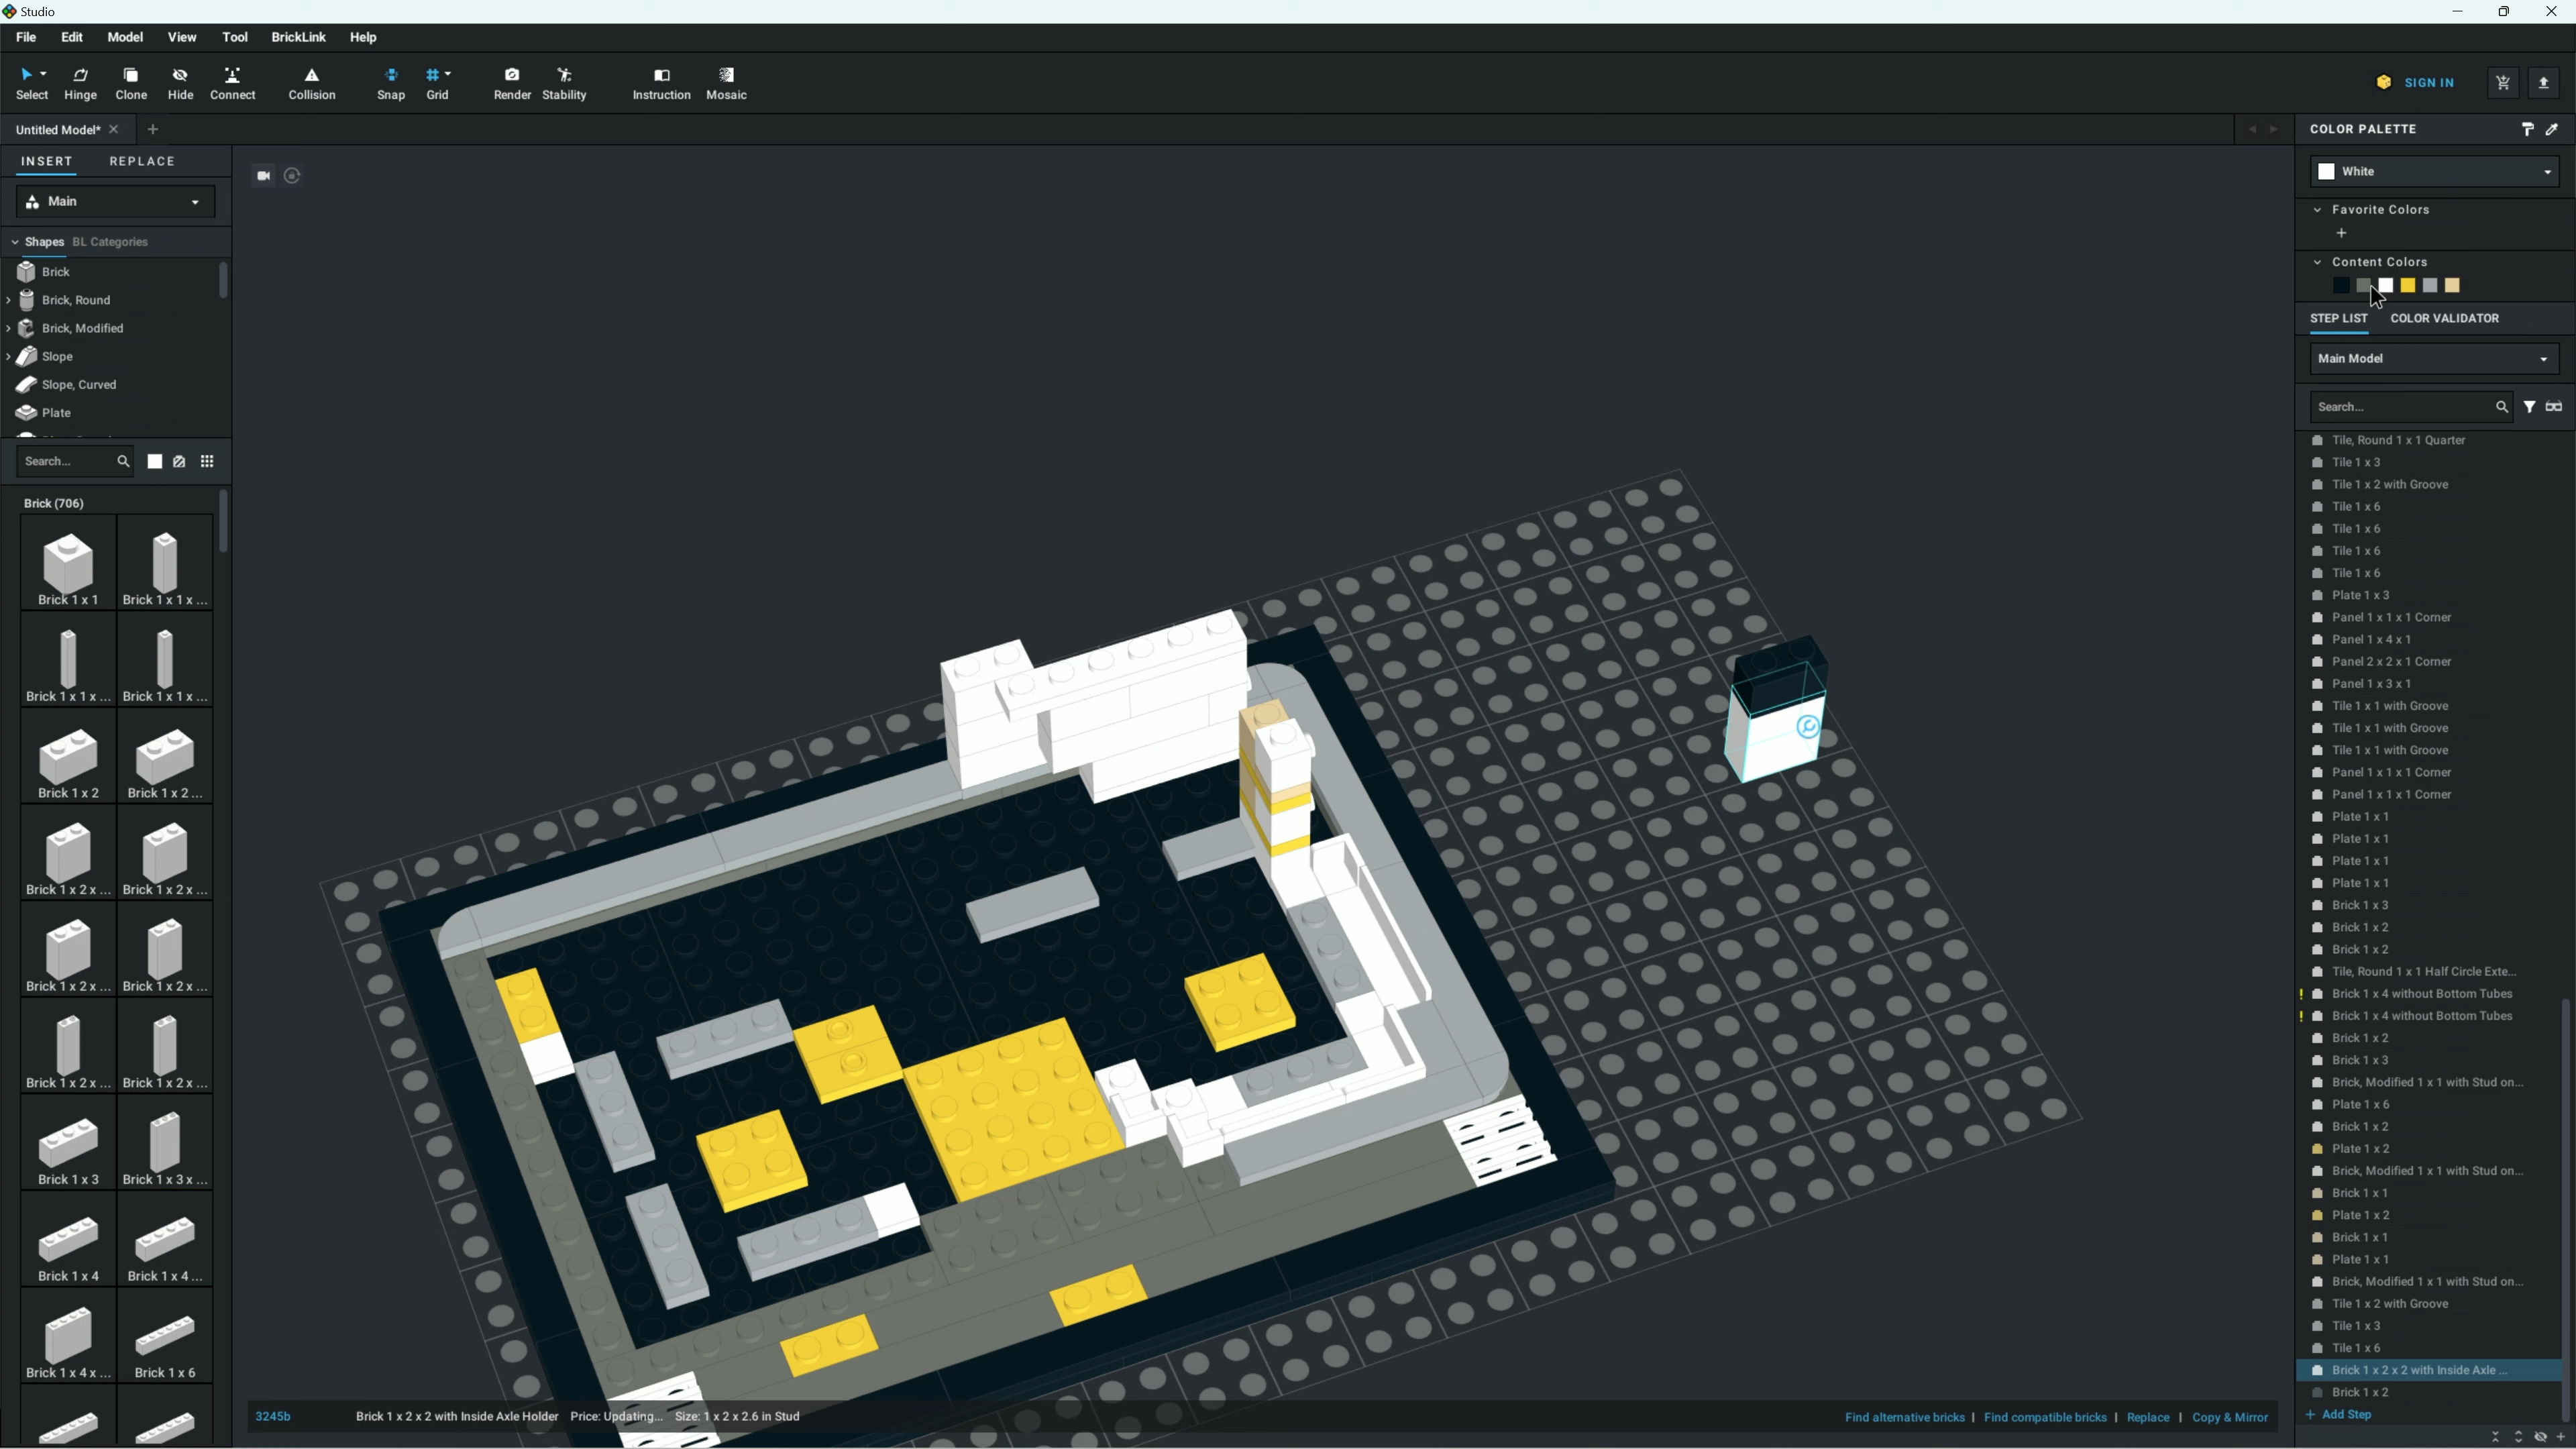 Studio
File Edit Model View Tool BrickLink Help
Select Hinge Clone Hide Connect Collision Snap Grid Render Stability Instruction Mosaic
SIGN IN
Untitled Model*
INSERT REPLACE
Main
Shapes BL Categories
Brick
Brick, Round
Brick, Modified
Slope
Slope, Curved
Plate
Search...
Brick (706)
Brick 1 x 1 Brick 1 x 1 x ...
Brick 1 x 1 x ... Brick 1 x 1 x ...
Brick 1 x 2 Brick 1 x 2 ...
Brick 1 x 2 x ... Brick 1 x 2 x ...
Brick 1 x 2 x ... Brick 1 x 2 x ...
Brick 1 x 2 x ... Brick 1 x 2 x ...
Brick 1 x 3 Brick 1 x 3 x ...
Brick 1 x 4 Brick 1 x 4 ...
Brick 1 x 4 x ... Brick 1 x 6
3245b Brick 1 x 2 x 2 with Inside Axle Holder Price: Updating... Size: 1 x 2 x 2.6 in Stud
Find alternative bricks | Find compatible bricks | Replace | Copy & Mirror
COLOR PALETTE
White
Favorite Colors
Content Colors
STEP LIST COLOR VALIDATOR
Main Model
Search...
Tile, Round 1 x 1 Quarter
Tile 1 x 3
Tile 1 x 2 with Groove
Tile 1 x 6
Tile 1 x 6
Tile 1 x 6
Tile 1 x 6
Plate 1 x 3
Panel 1 x 1 x 1 Corner
Panel 1 x 4 x 1
Panel 2 x 2 x 1 Corner
Panel 1 x 3 x 1
Tile 1 x 1 with Groove
Tile 1 x 1 with Groove
Tile 1 x 1 with Groove
Panel 1 x 1 x 1 Corner
Panel 1 x 1 x 1 Corner
Plate 1 x 1
Plate 1 x 1
Plate 1 x 1
Plate 1 x 1
Brick 1 x 3
Brick 1 x 2
Brick 1 x 2
Tile, Round 1 x 1 Half Circle Exte...
! Brick 1 x 4 without Bottom Tubes
! Brick 1 x 4 without Bottom Tubes
Brick 1 x 2
Brick 1 x 3
Brick, Modified 1 x 1 with Stud on...
Plate 1 x 6
Brick 1 x 2
Plate 1 x 2
Brick, Modified 1 x 1 with Stud on...
Brick 1 x 1
Plate 1 x 2
Brick 1 x 1
Plate 1 x 1
Brick, Modified 1 x 1 with Stud on...
Tile 1 x 2 with Groove
Tile 1 x 3
Tile 1 x 6
Brick 1 x 2 x 2 with Inside Axle ...
Brick 1 x 2
+ Add Step